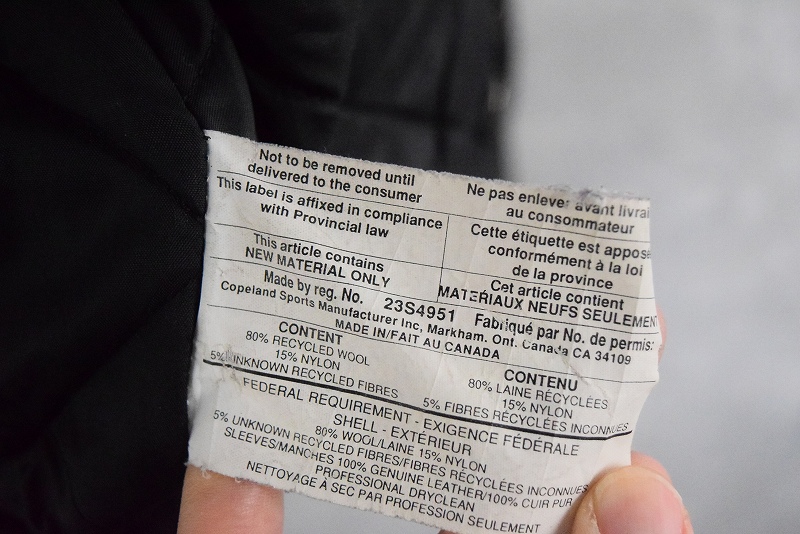 Not to be removed until
delivered to the consumer
Ne pas enlever avant livrai
au consommateur
This label is affixed in compliance
with Provincial law
Cette étiquette est apposé
conformément à la loi
de la province
This article contains
NEW MATERIAL ONLY
Cet article contient
MATERIAUX NEUFS SEULEMENT
Made by reg. No. 23S4951 Fabriqué par No. de permis:
Copeland Sports Manufacturer Inc, Markham. Ont. Canada CA 34109
MADE IN/FAIT AU CANADA
CONTENT
80% RECYCLED WOOL
15% NYLON
5% UNKNOWN RECYCLED FIBRES
CONTENU
80% LAINE RÉCYCLÉES
15% NYLON
5% FIBRES RÉCYCLÉES INCONNUES
FEDERAL REQUIREMENT - EXIGENCE FÉDÉRALE
SHELL - EXTÉRIEUR
80% WOOL/LAINE 15% NYLON
5% UNKNOWN RECYCLED FIBRES/FIBRES RÉCYCLÉES INCONNUES
SLEEVES/MANCHES 100% GENUINE LEATHER/100% CUIR PUR
PROFESSIONAL DRYCLEAN
NETTOYAGE À SEC PAR PROFESSION SEULEMENT